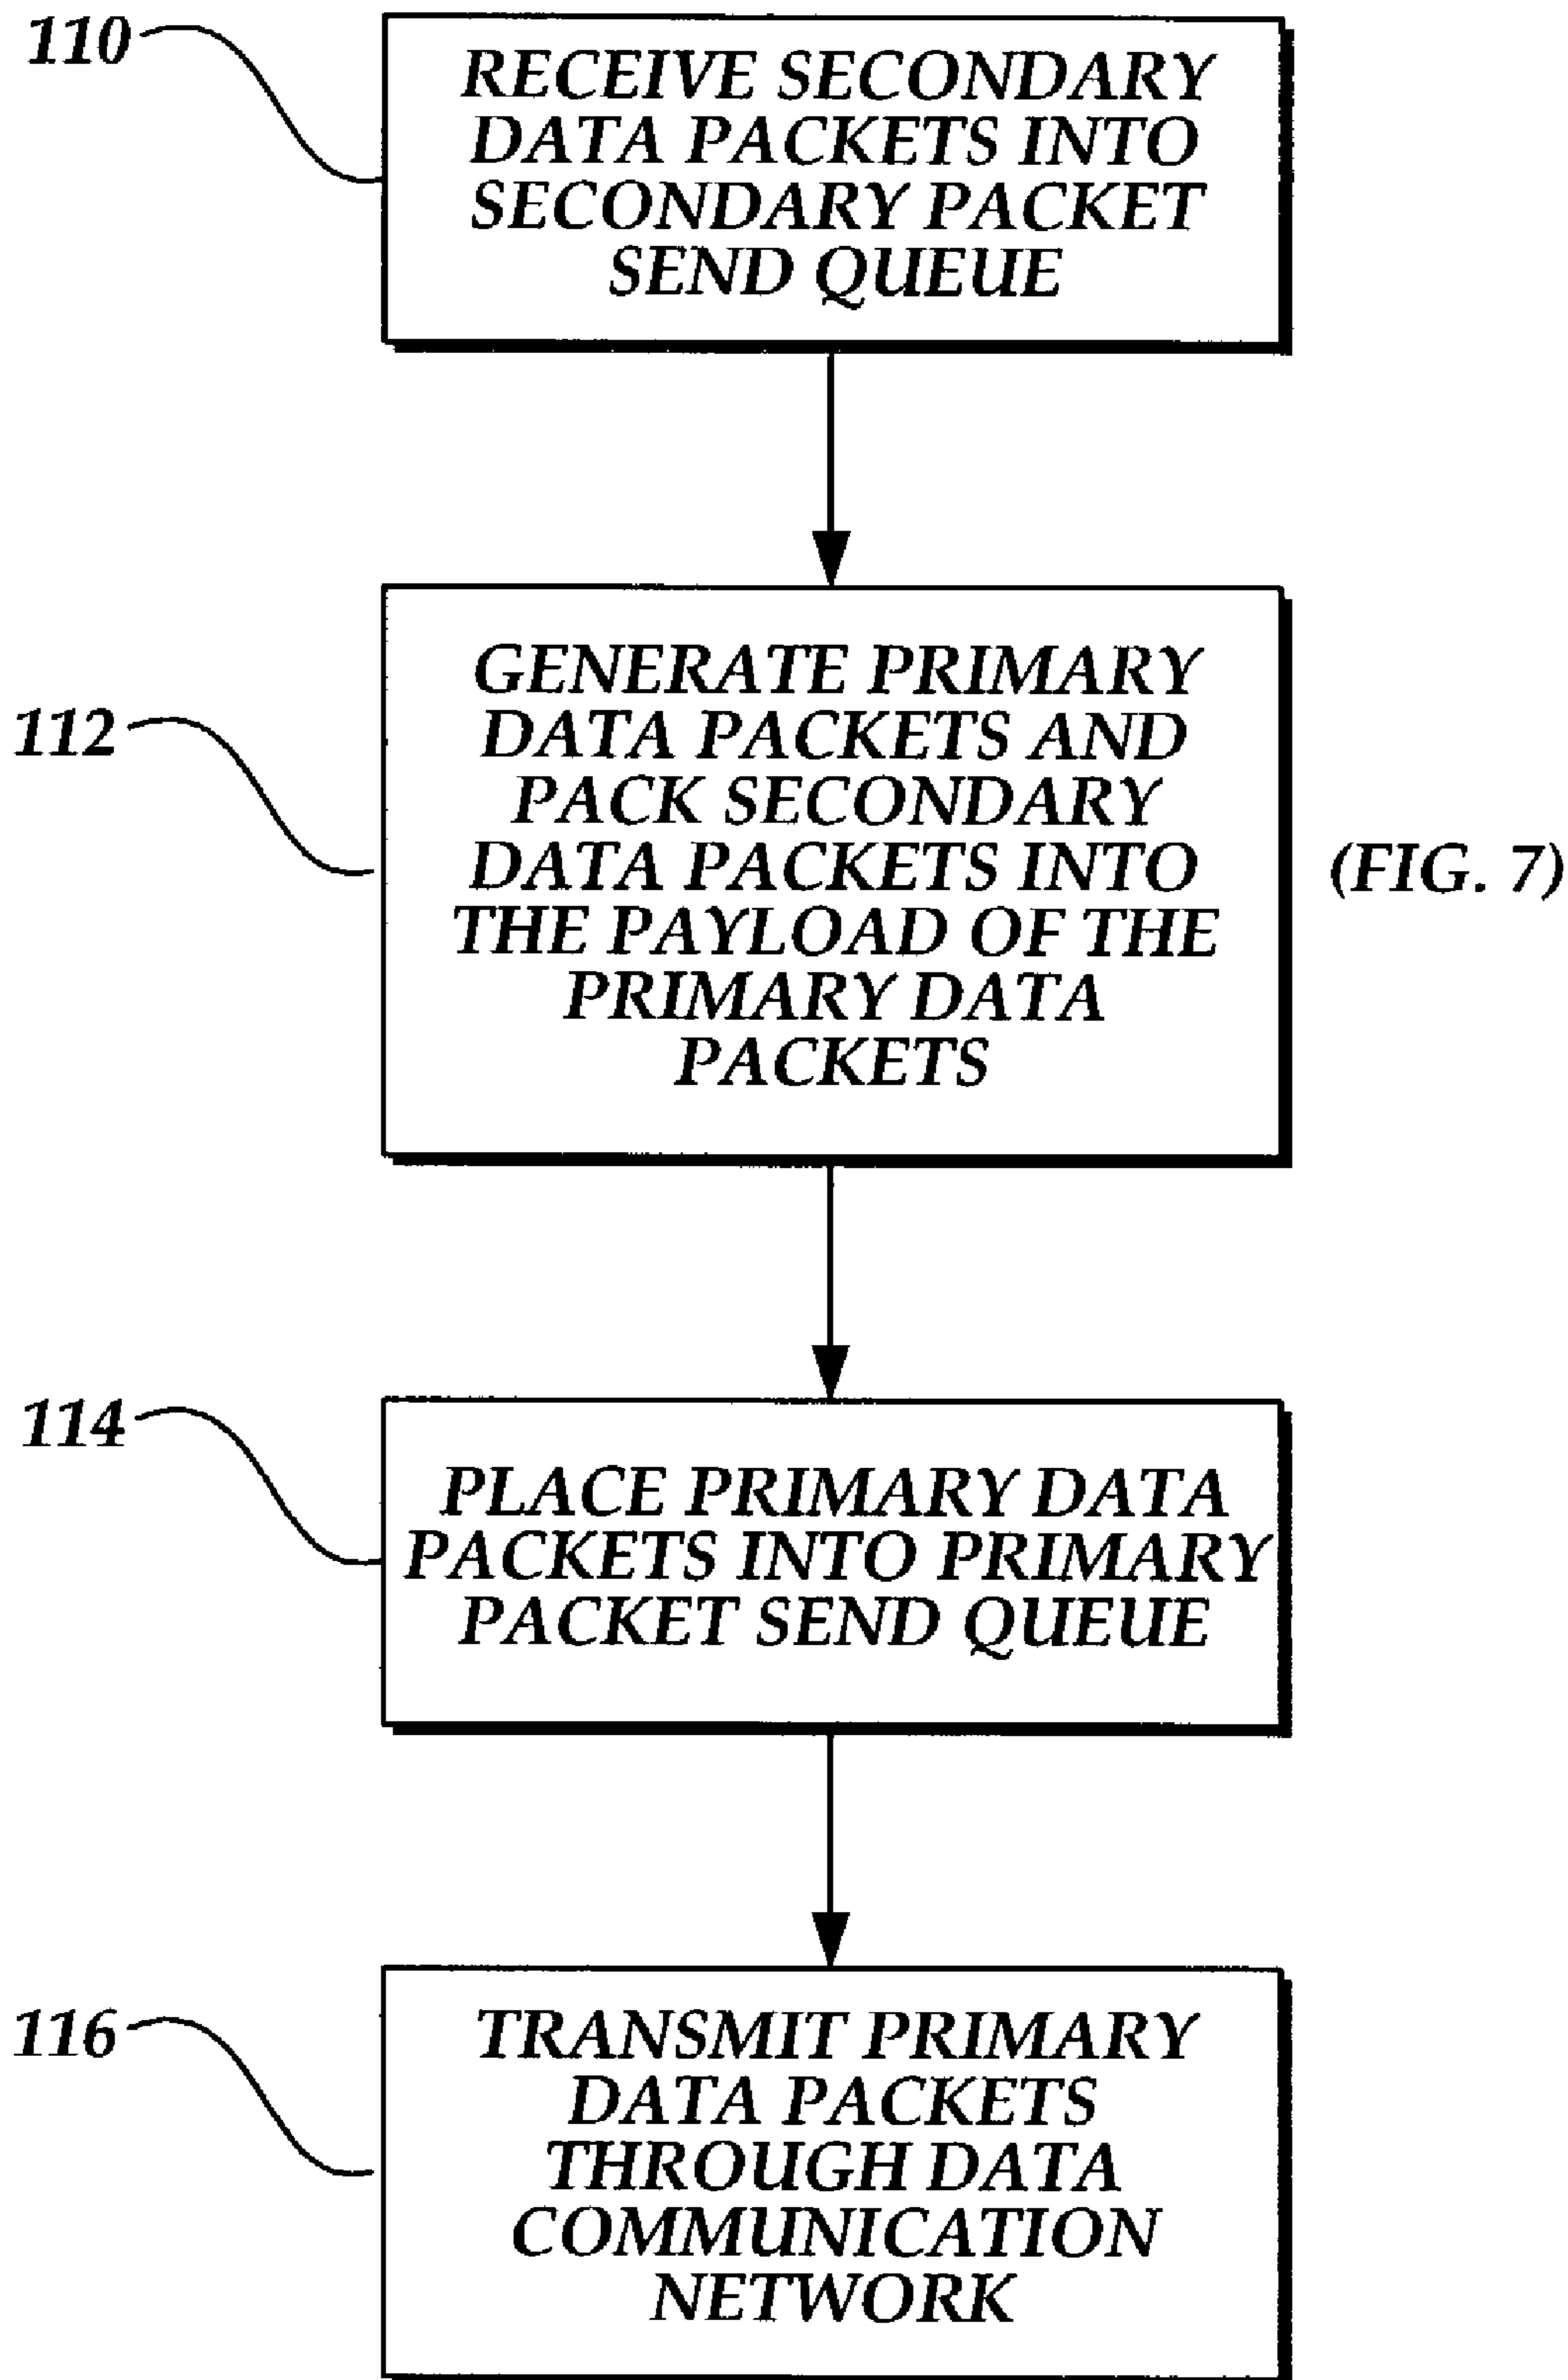 110
RECEIVE SECONDARY
DATA PACKETS INTO
SECONDARY PACKET
SEND QUEUE
112
GENERATE PRIMARY
DATA PACKETS AND
PACK SECONDARY
DATA PACKETS INTO
THE PAYLOAD OF THE
PRIMARY DATA
PACKETS
(FIG. 7)
114
PLACE PRIMARY DATA
PACKETS INTO PRIMARY
PACKET SEND QUEUE
116
TRANSMIT PRIMARY
DATA PACKETS
THROUGH DATA
COMMUNICATION
NETWORK